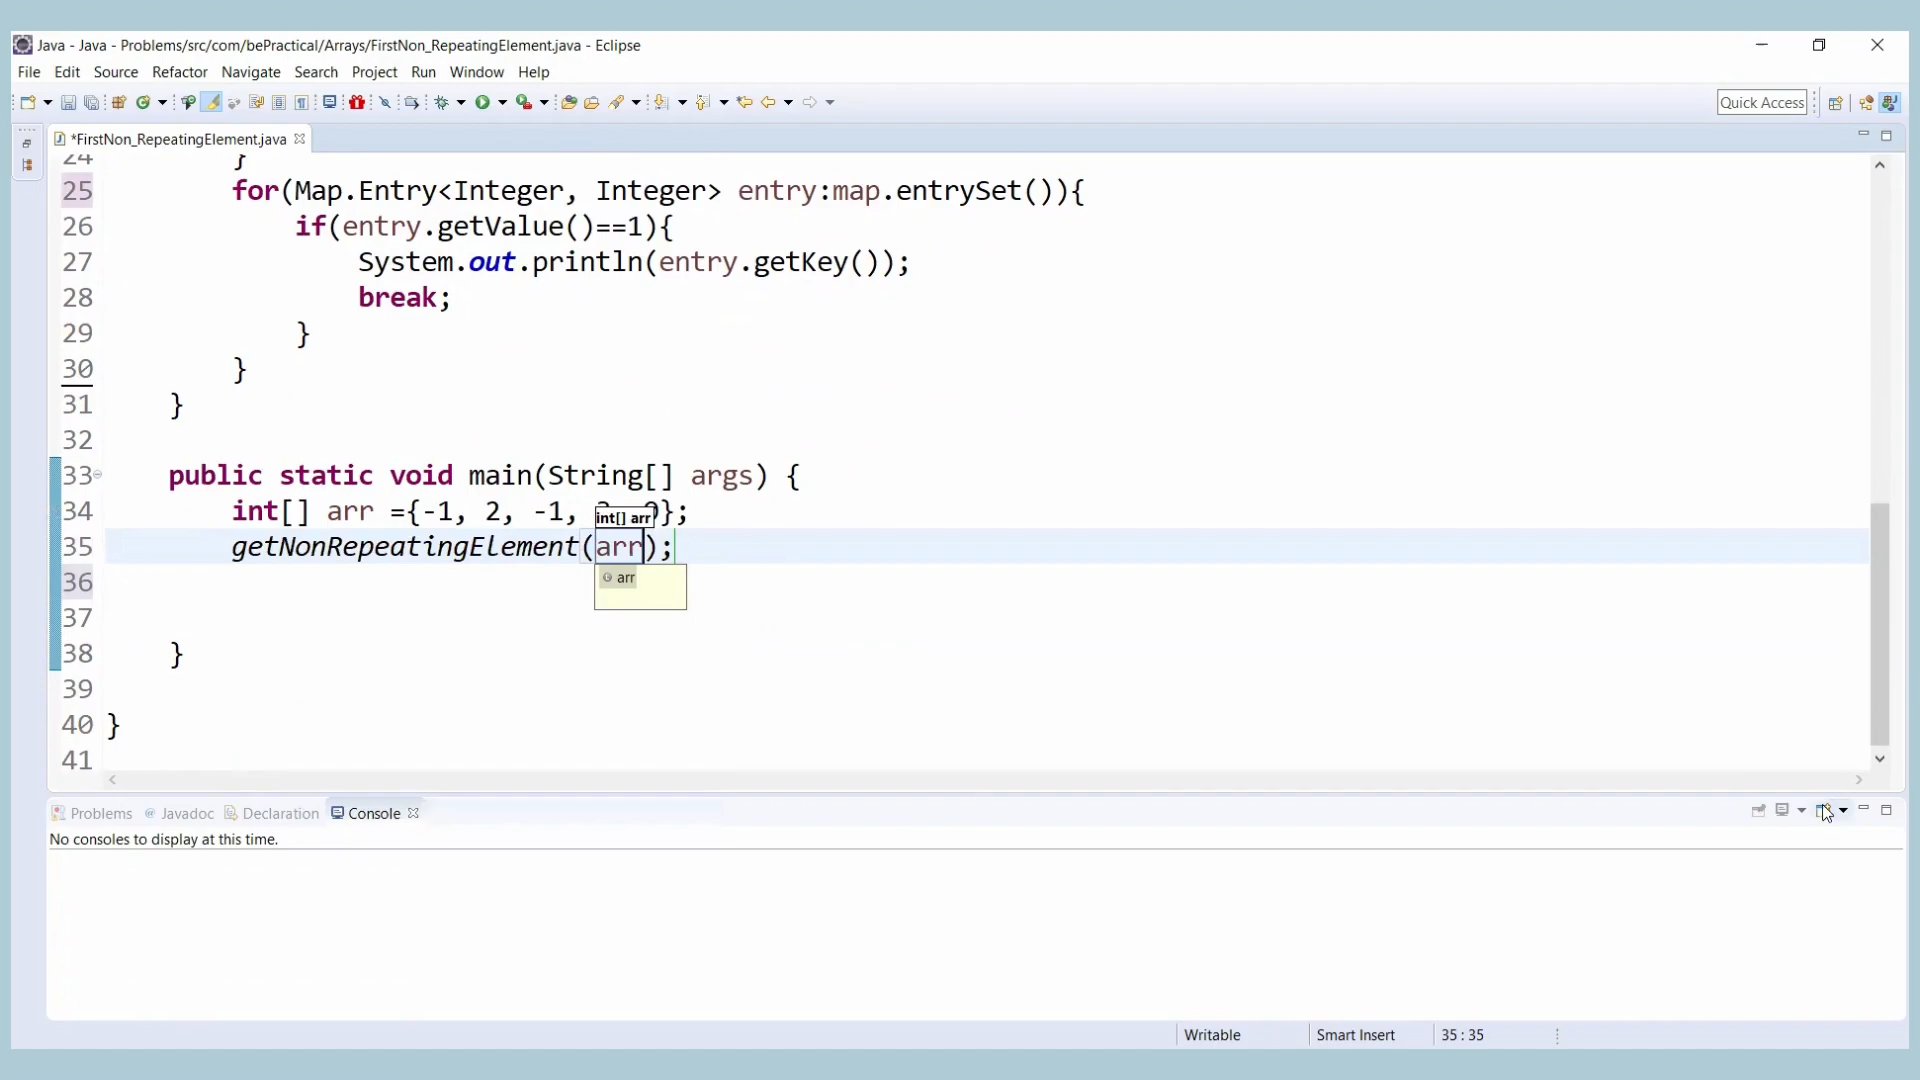 Java - Java - Problems/src/com/bePractical/Arrays/FirstNon_RepeatingElement.java - Eclipse
File Edit Source Refactor Navigate Search Project Run Window Help
Quick Access
*FirstNon_RepeatingElement.java
24 }
25 for(Map.Entry<Integer, Integer> entry:map.entrySet()){
26 if(entry.getValue()==1){
27 System.out.println(entry.getKey());
28 break;
29 }
30 }
31 }
32
33 public static void main(String[] args) {
34 int[] arr ={-1, 2, -1, };
int[] arr
35 getNonRepeatingElement(arr);
arr
36
37
38 }
39
40 }
41
Problems @ Javadoc Declaration Console
No consoles to display at this time.
Writable Smart Insert 35 : 35